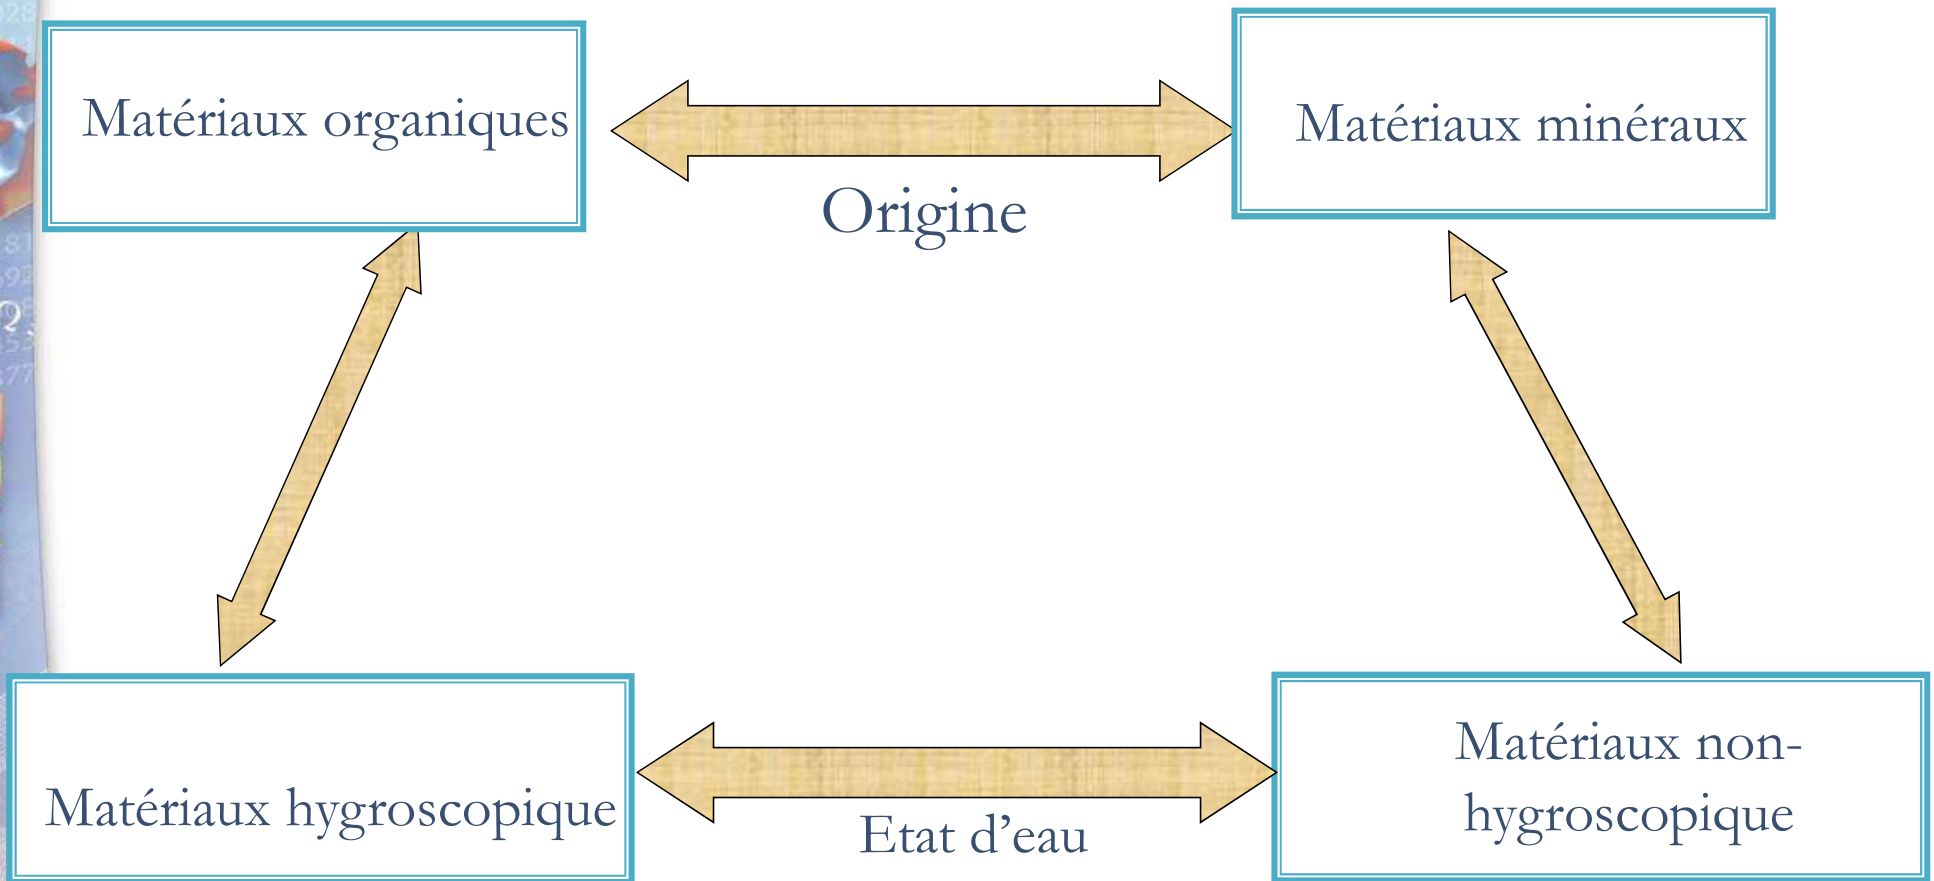 Matériaux organiques
Matériaux minéraux
Origine
Matériaux hygroscopique
Etat d’eau
Matériaux non-
hygroscopique